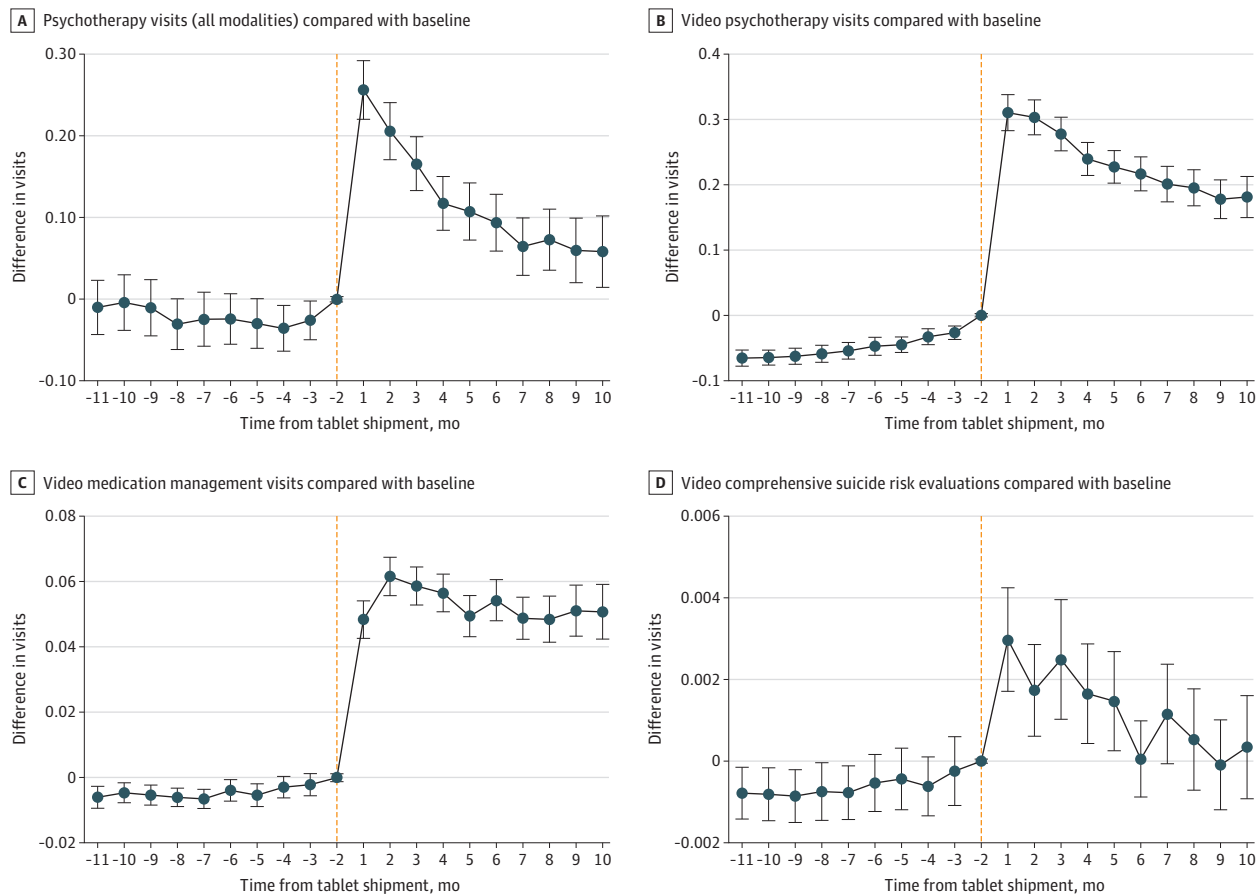 A Psychotherapy visits (all modalities) compared with baseline
0.30
0.20
0.10
0
-0.10
Difference in visits
-11 -10 -9 -8 -7 -6 -5 -4 -3 -2 1 2 3 4 5 6 7 8 9 10
Time from tablet shipment, mo
B Video psychotherapy visits compared with baseline
0.4
0.3
0.2
0.1
0
-0.1
Difference in visits
-11 -10 -9 -8 -7 -6 -5 -4 -3 -2 1 2 3 4 5 6 7 8 9 10
Time from tablet shipment, mo
C Video medication management visits compared with baseline
0.08
0.06
0.04
0.02
0
-0.02
Difference in visits
-11 -10 -9 -8 -7 -6 -5 -4 -3 -2 1 2 3 4 5 6 7 8 9 10
Time from tablet shipment, mo
D Video comprehensive suicide risk evaluations compared with baseline
0.006
0.004
0.002
0
-0.002
Difference in visits
-11 -10 -9 -8 -7 -6 -5 -4 -3 -2 1 2 3 4 5 6 7 8 9 10
Time from tablet shipment, mo